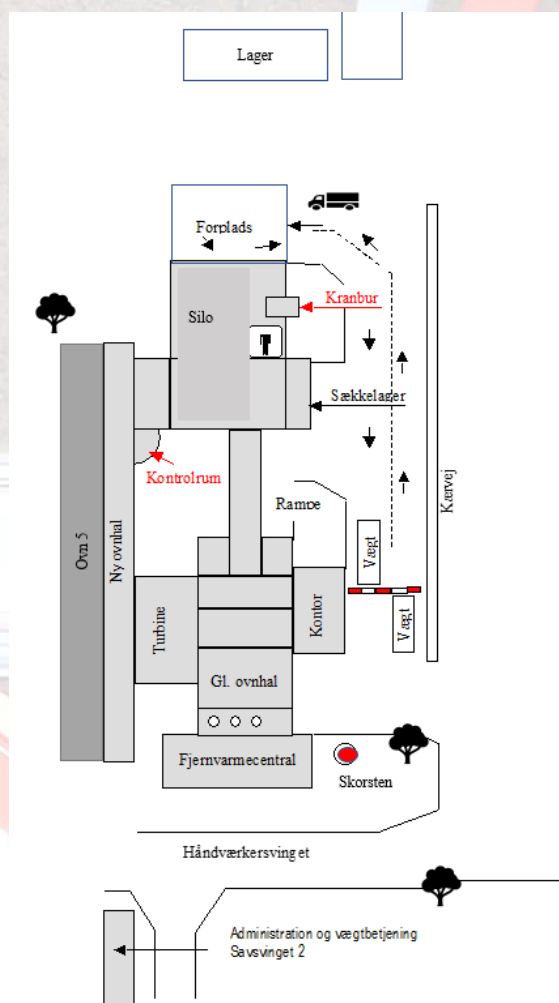 Lager
Forplads
Kranbur
Silo
Sækkelager
Kontrolrum
Rampe
Kærvej
Ovn 5
Ny ovnhal
Vægt
Turbine
Kontor
Vægt
Gl. ovnhal
Fjernvarmecentral
Skorsten
Håndværkersvinget
Administration og vægtbetjening
Savsvinget 2